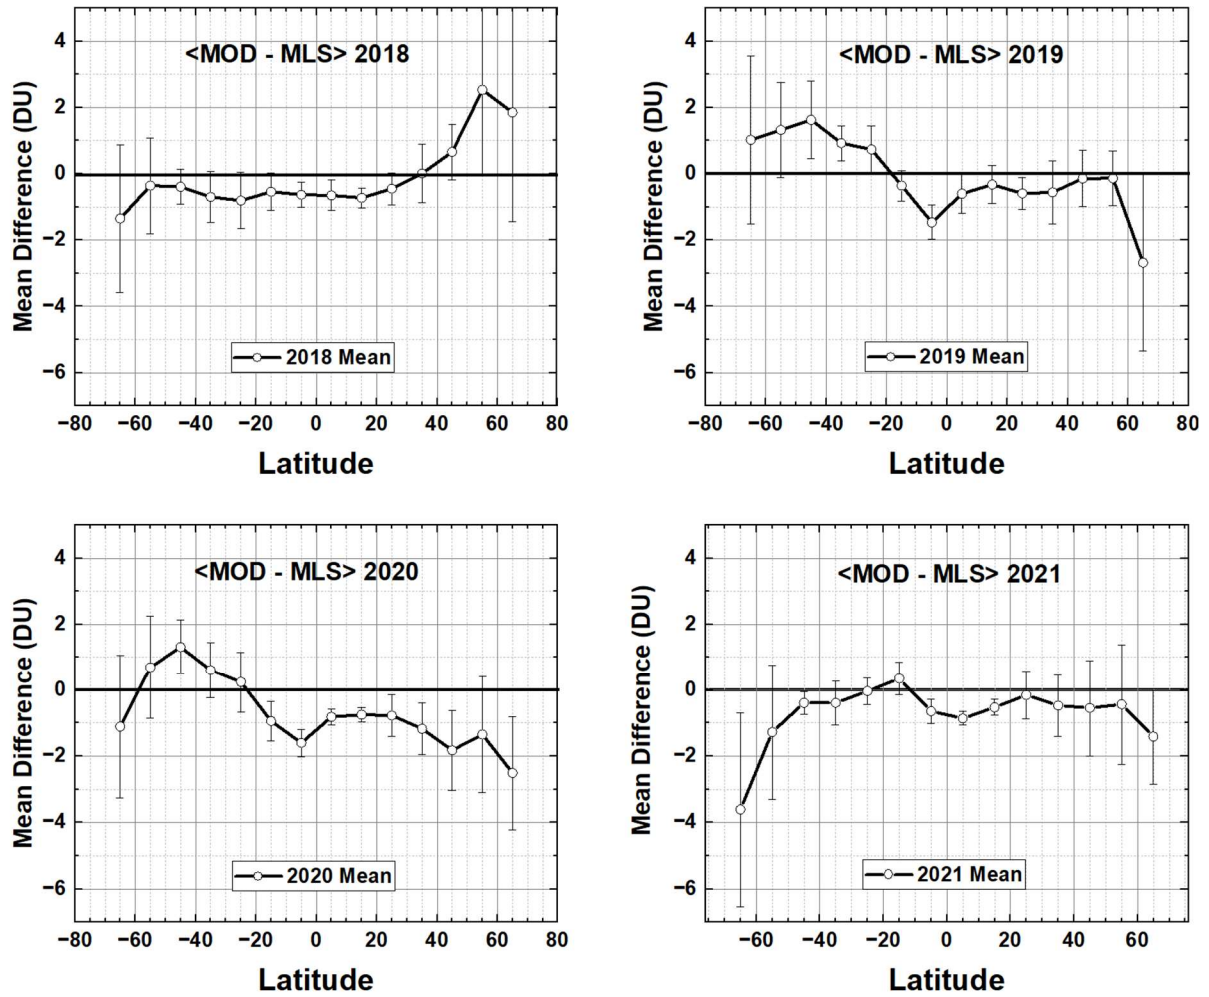 <MOD - MLS> 2018
Mean Difference (DU)
4
2
0
−2
−4
−6
2018 Mean
−80 −60 −40 −20 0 20 40 60 80
Latitude
<MOD - MLS> 2019
Mean Difference (DU)
4
2
0
−2
−4
−6
2019 Mean
−80 −60 −40 −20 0 20 40 60 80
Latitude
<MOD - MLS> 2020
Mean Difference (DU)
4
2
0
−2
−4
−6
2020 Mean
−80 −60 −40 −20 0 20 40 60 80
Latitude
<MOD - MLS> 2021
Mean Difference (DU)
4
2
0
−2
−4
−6
2021 Mean
−60 −40 −20 0 20 40 60
Latitude